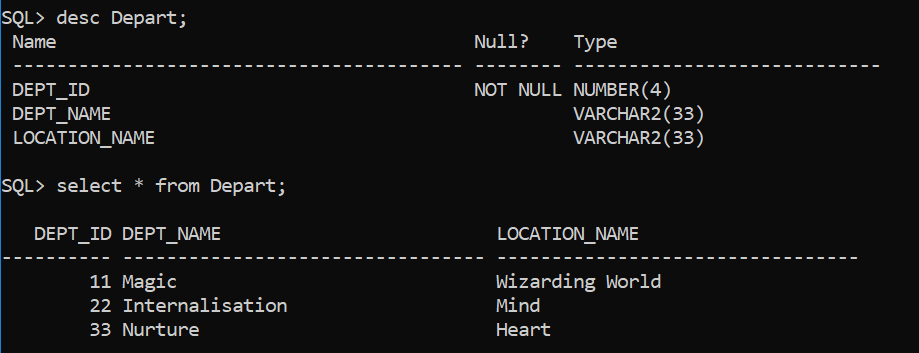 SQL> desc Depart;
 Name                                      Null?    Type
 ----------------------------------------- -------- ----------------------------
 DEPT_ID                                   NOT NULL NUMBER(4)
 DEPT_NAME                                          VARCHAR2(33)
 LOCATION_NAME                                      VARCHAR2(33)

SQL> select * from Depart;

   DEPT_ID DEPT_NAME                         LOCATION_NAME
---------- --------------------------------- ---------------------------------
        11 Magic                             Wizarding World
        22 Internalisation                   Mind
        33 Nurture                           Heart